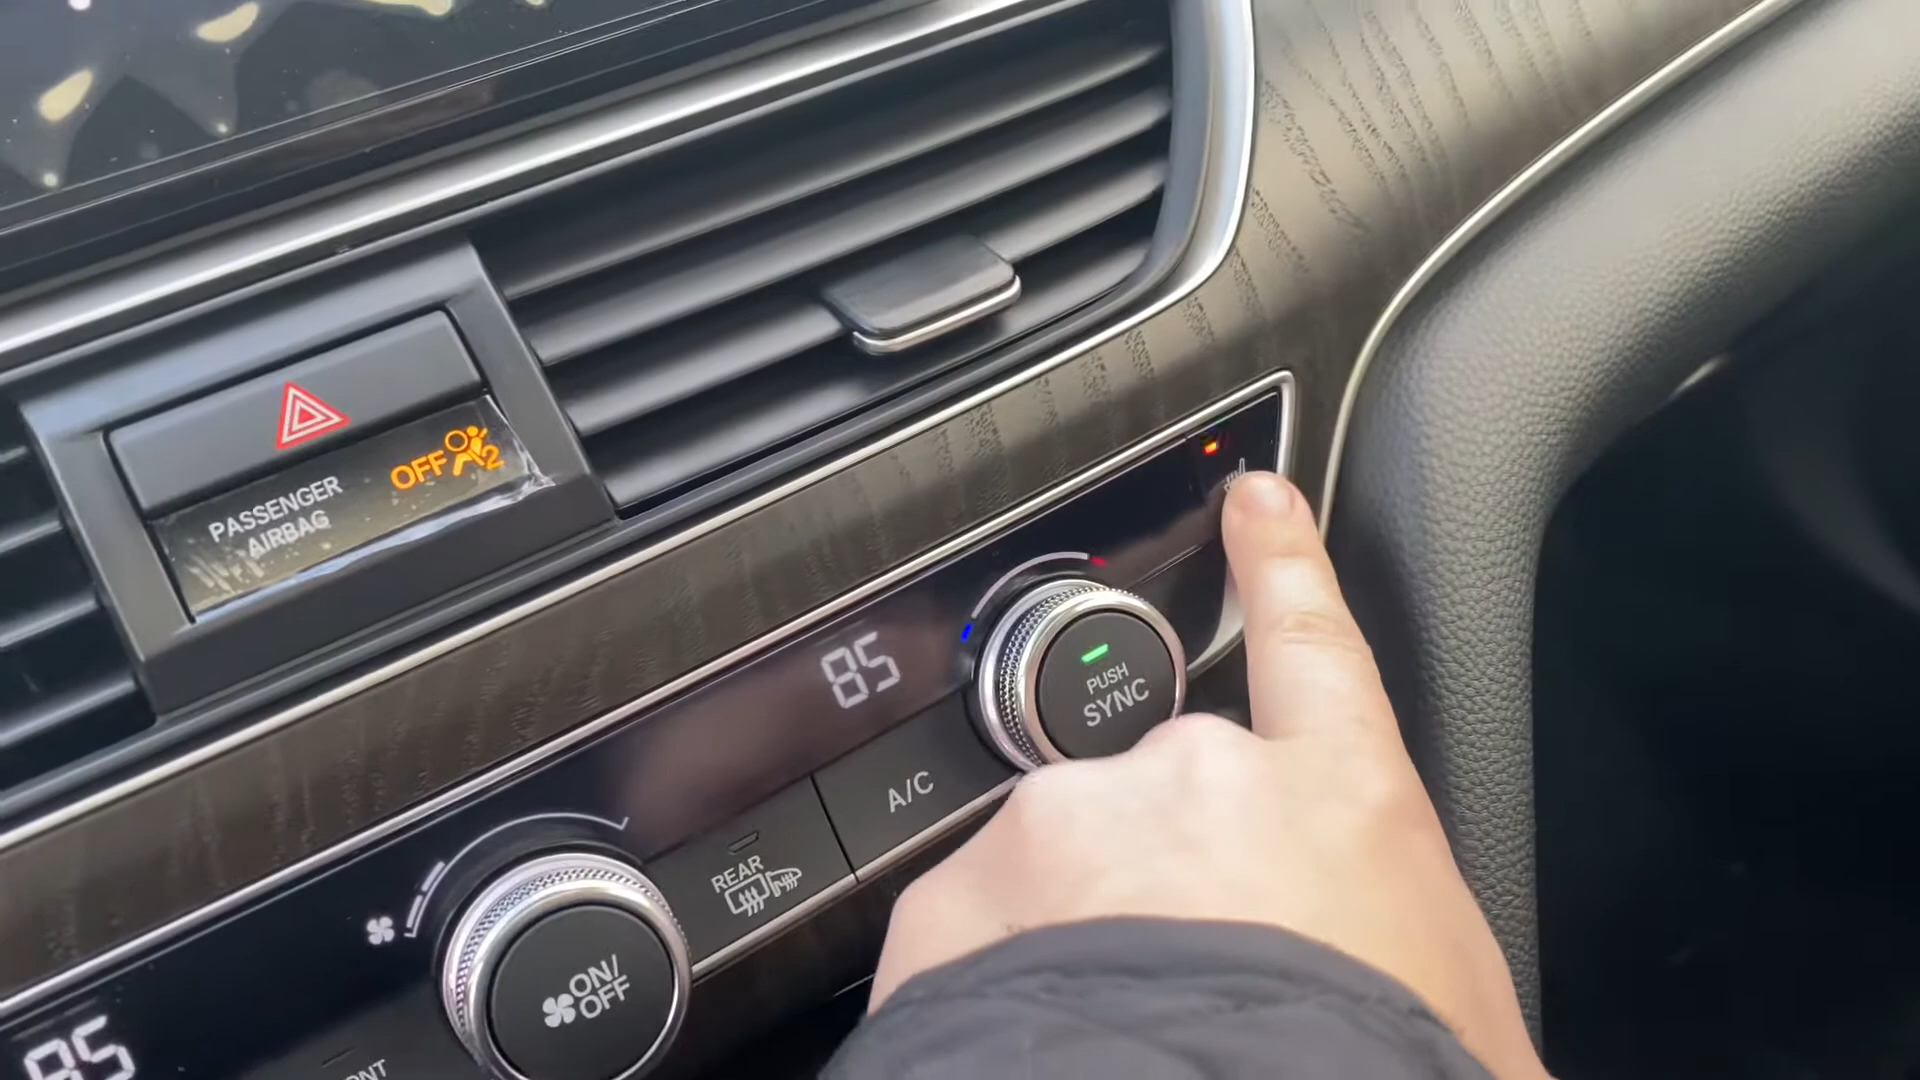 OFF 2
PASSENGER
AIRBAG
85
PUSH
SYNC
A/C
REAR
ON/
OFF
85